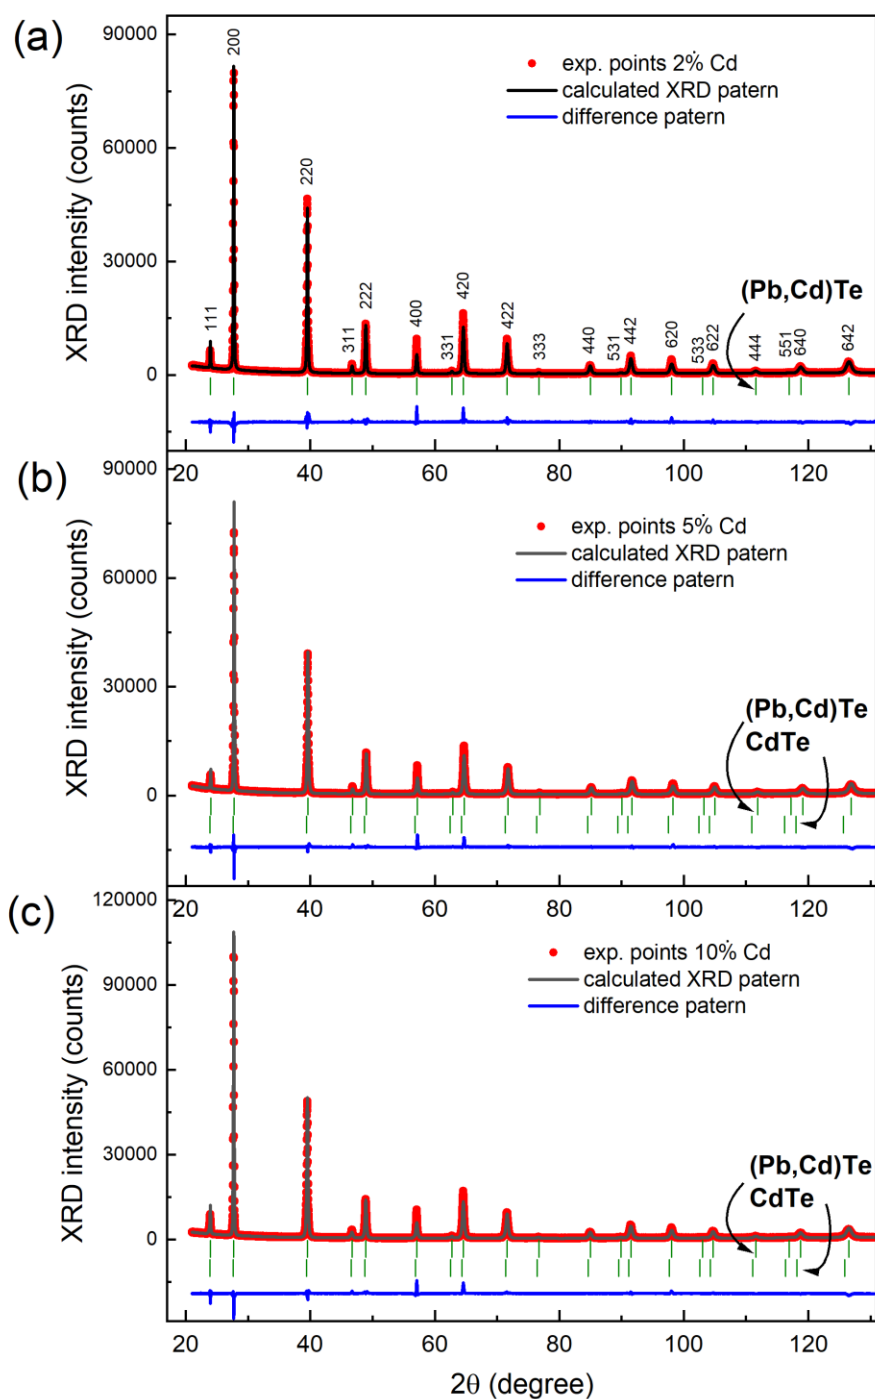 (a)
90000
60000
30000
0
XRD intensity (counts)
exp. points 2% Cd
calculated XRD patern
difference patern
111
200
220
311
222
400
331
420
422
333
440
531
442
620
533
622
444
551
640
642
(Pb,Cd)Te
20 40 60 80 100 120
(b)
90000
60000
30000
0
XRD intensity (counts)
exp. points 5% Cd
calculated XRD patern
difference patern
(Pb,Cd)Te
CdTe
20 40 60 80 100 120
(c)
120000
90000
60000
30000
0
XRD intensity (counts)
exp. points 10% Cd
calculated XRD patern
difference patern
(Pb,Cd)Te
CdTe
20 40 60 80 100 120
2θ (degree)